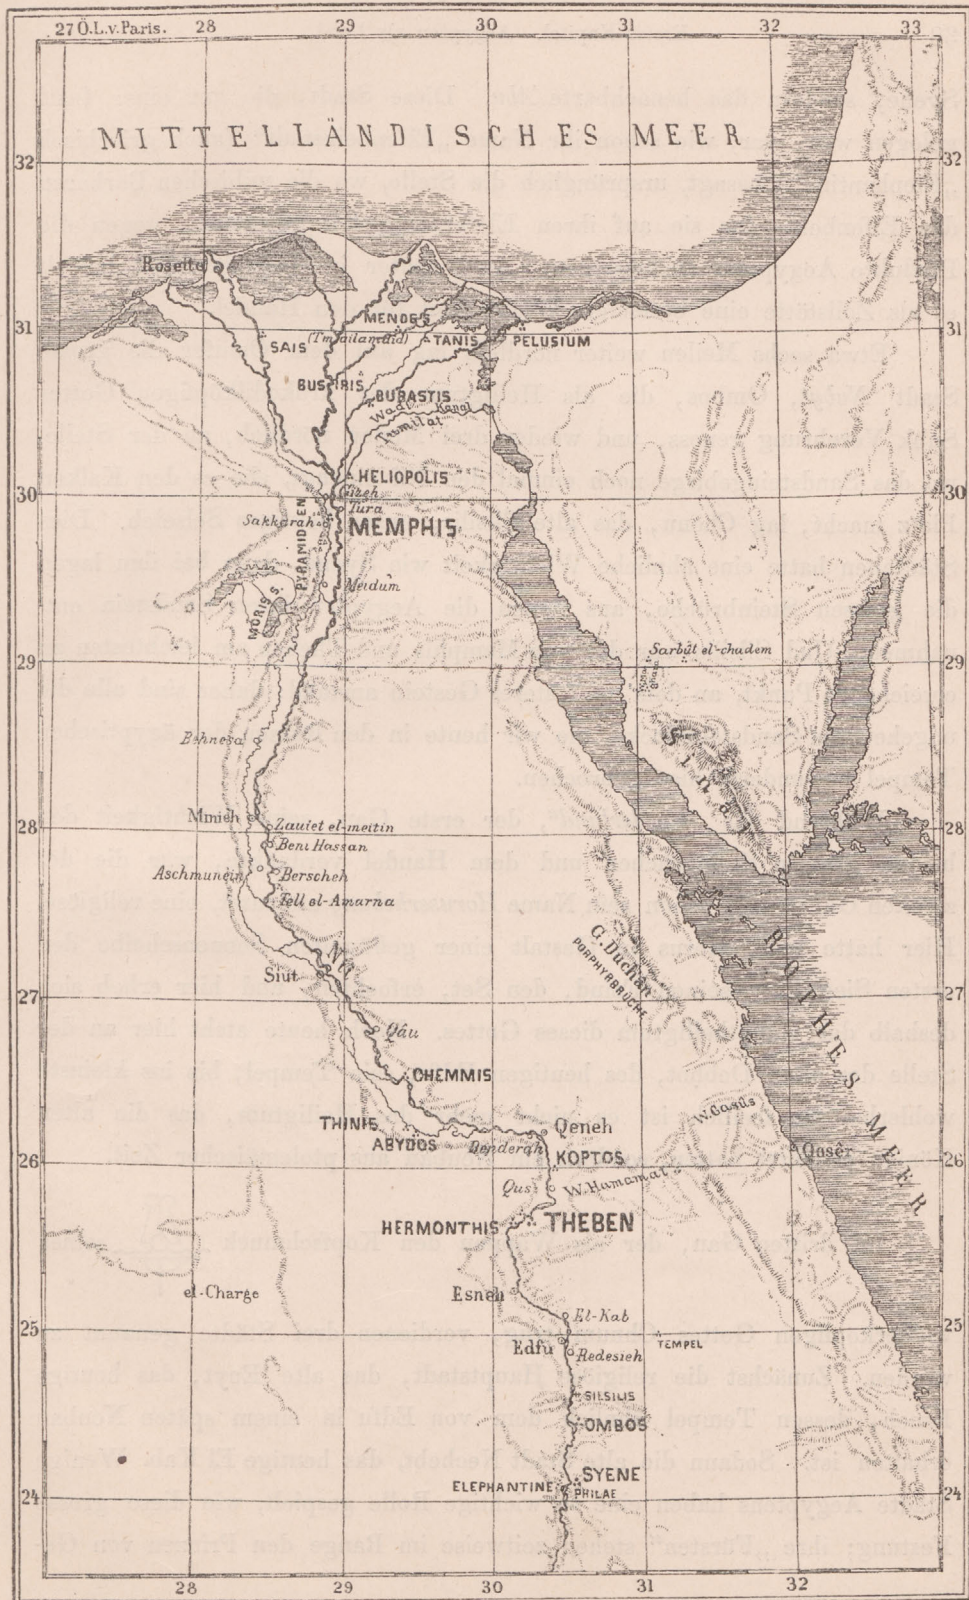 27 Ö.L.v.Paris. 28 29 30 31 32 33
MITTELLÄNDISCHES MEER
32 32
Rosette
MENDES
31 31
SAIS
TANIS
PELUSIUM
BUSIRIS
BUBASTIS
Wadi Tumilat
Kanal
HELIOPOLIS
30 30
Gizeh
Tura
Sakkarah
MEMPHIS
PYRAMIDEN
Meidum
MÖRIS S.
29 29
Sarbût el-chadem
Behnesa
Sinai
Minieh
Zauiet el-meitin
28 28
Beni Hassan
Aschmunein
Berscheh
Tell el-Amarna
NIL
G. Duchân
PORPHYRBRÜCHE
Siut
27 27
ROTHES MEER
Qâu
CHEMMIS
W. Gasûs
THINIS
ABYDOS
Qeneh
Denderah
26 26
KOPTOS
Qosêr
Qus
W. Hamamat
HERMONTHIS
THEBEN
el-Charge
Esneh
El-Kab
25 25
Edfu
Redesieh
TEMPEL
SILSILIS
OMBOS
SYENE
ELEPHANTINE
PHILAE
24 24
28 29 30 31 32